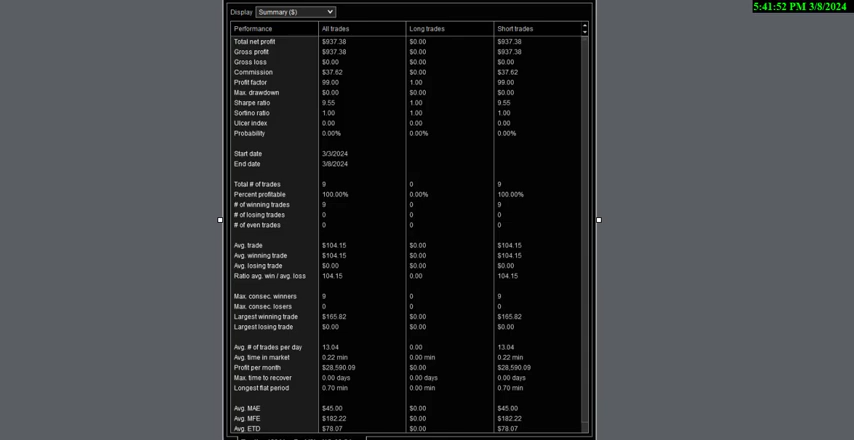 5:41:52 PM 3/8/2024
Display Summary ($)
Performance All trades Long trades Short trades
Total net profit $937.38 $0.00 $937.38
Gross profit $937.38 $0.00 $937.38
Gross loss $0.00 $0.00 $0.00
Commission $37.62 $0.00 $37.62
Profit factor 99.00 1.00 99.00
Max. drawdown $0.00 $0.00 $0.00
Sharpe ratio 9.55 1.00 9.55
Sortino ratio 1.00 1.00 1.00
Ulcer index 0.00 0.00 0.00
Probability 0.00% 0.00% 0.00%
Start date 3/3/2024
End date 3/8/2024
Total # of trades 9 0 9
Percent profitable 100.00% 0.00% 100.00%
# of winning trades 9 0 9
# of losing trades 0 0 0
# of even trades 0 0 0
Avg. trade $104.15 $0.00 $104.15
Avg. winning trade $104.15 $0.00 $104.15
Avg. losing trade $0.00 $0.00 $0.00
Ratio avg. win / avg. loss 104.15 0.00 104.15
Max. consec. winners 9 0 9
Max. consec. losers 0 0 0
Largest winning trade $165.82 $0.00 $165.82
Largest losing trade $0.00 $0.00 $0.00
Avg. # of trades per day 13.04 0.00 13.04
Avg. time in market 0.22 min 0.00 min 0.22 min
Profit per month $28,590.09 $0.00 $28,590.09
Max. time to recover 0.00 days 0.00 days 0.00 days
Longest flat period 0.70 min 0.00 min 0.70 min
Avg. MAE $45.00 $0.00 $45.00
Avg. MFE $182.22 $0.00 $182.22
Avg. ETD $78.07 $0.00 $78.07